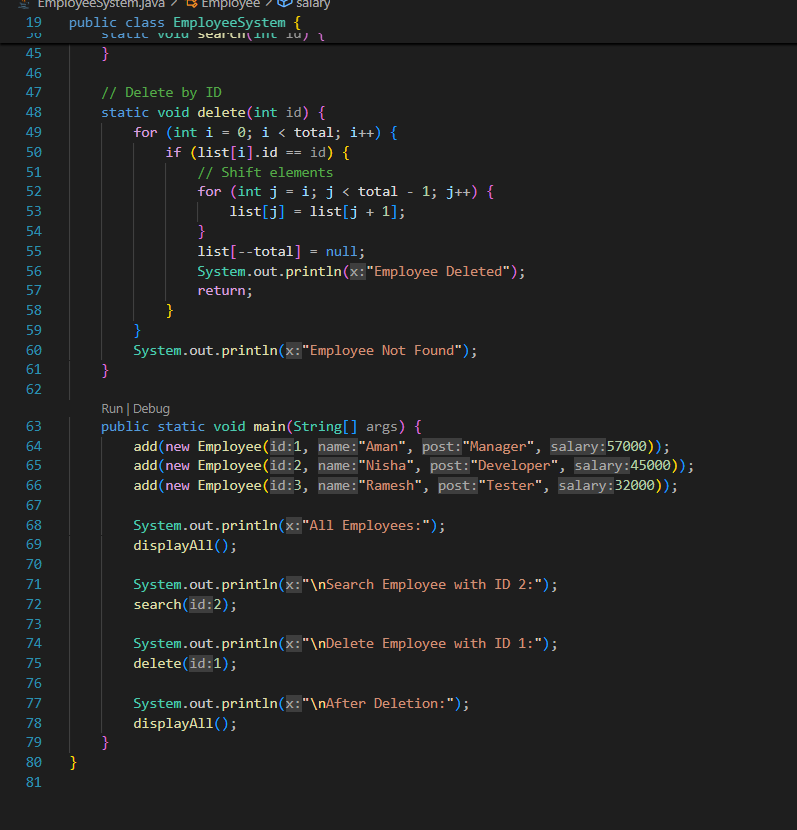 EmployeeSystem.java > Employee > salary
19 public class EmployeeSystem {
36 static void search(int id) {
45 }
46
47 // Delete by ID
48 static void delete(int id) {
49 for (int i = 0; i < total; i++) {
50 if (list[i].id == id) {
51 // Shift elements
52 for (int j = i; j < total - 1; j++) {
53 list[j] = list[j + 1];
54 }
55 list[--total] = null;
56 System.out.println(x:"Employee Deleted");
57 return;
58 }
59 }
60 System.out.println(x:"Employee Not Found");
61 }
62
Run | Debug
63 public static void main(String[] args) {
64 add(new Employee(id:1, name:"Aman", post:"Manager", salary:57000));
65 add(new Employee(id:2, name:"Nisha", post:"Developer", salary:45000));
66 add(new Employee(id:3, name:"Ramesh", post:"Tester", salary:32000));
67
68 System.out.println(x:"All Employees:");
69 displayAll();
70
71 System.out.println(x:"\nSearch Employee with ID 2:");
72 search(id:2);
73
74 System.out.println(x:"\nDelete Employee with ID 1:");
75 delete(id:1);
76
77 System.out.println(x:"\nAfter Deletion:");
78 displayAll();
79 }
80 }
81